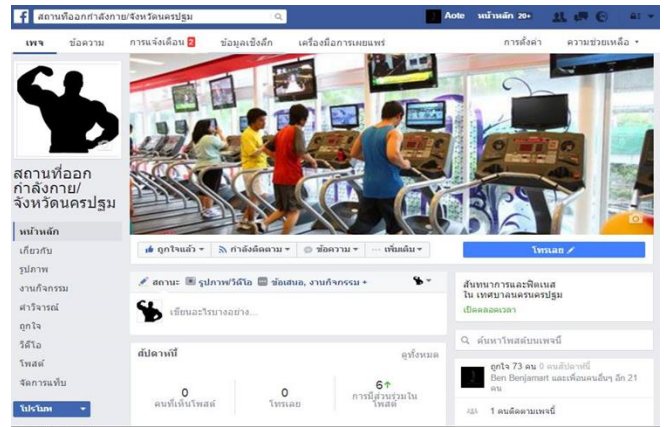 สถานที่ออกกำลังกาย/จังหวัดนครปฐม
Aote หน้าหลัก 20+
เพจ ข้อความ การแจ้งเตือน 2 ข้อมูลเชิงลึก เครื่องมือการเผยแพร่ การตั้งค่า ความช่วยเหลือ
สถานที่ออก
กำลังกาย/
จังหวัดนครปฐม
หน้าหลัก
เกี่ยวกับ
รูปภาพ
งานกิจกรรม
คำวิจารณ์
ถูกใจ
วิดีโอ
โพสต์
จัดการแท็บ
โปรโมท
ถูกใจแล้ว กำลังติดตาม ข้อความ ... เพิ่มเติม
โทรเลย
สถานะ รูปภาพ/วิดีโอ ข้อเสนอ, งานกิจกรรม +
เขียนอะไรบางอย่าง...
สัปดาห์นี้ ดูทั้งหมด
0 0 6↑
คนที่เห็นโพสต์ โทรเลย การมีส่วนร่วมใน
โพสต์
สันทนาการและฟิตเนส
ใน เทศบาลนครนครปฐม
เปิดตลอดเวลา
ค้นหาโพสต์บนเพจนี้
ถูกใจ 73 คน 0 คนสัปดาห์นี้
Ben Benjamart และเพื่อนคนอื่นๆ อีก 21
คน
1 คนติดตามเพจนี้